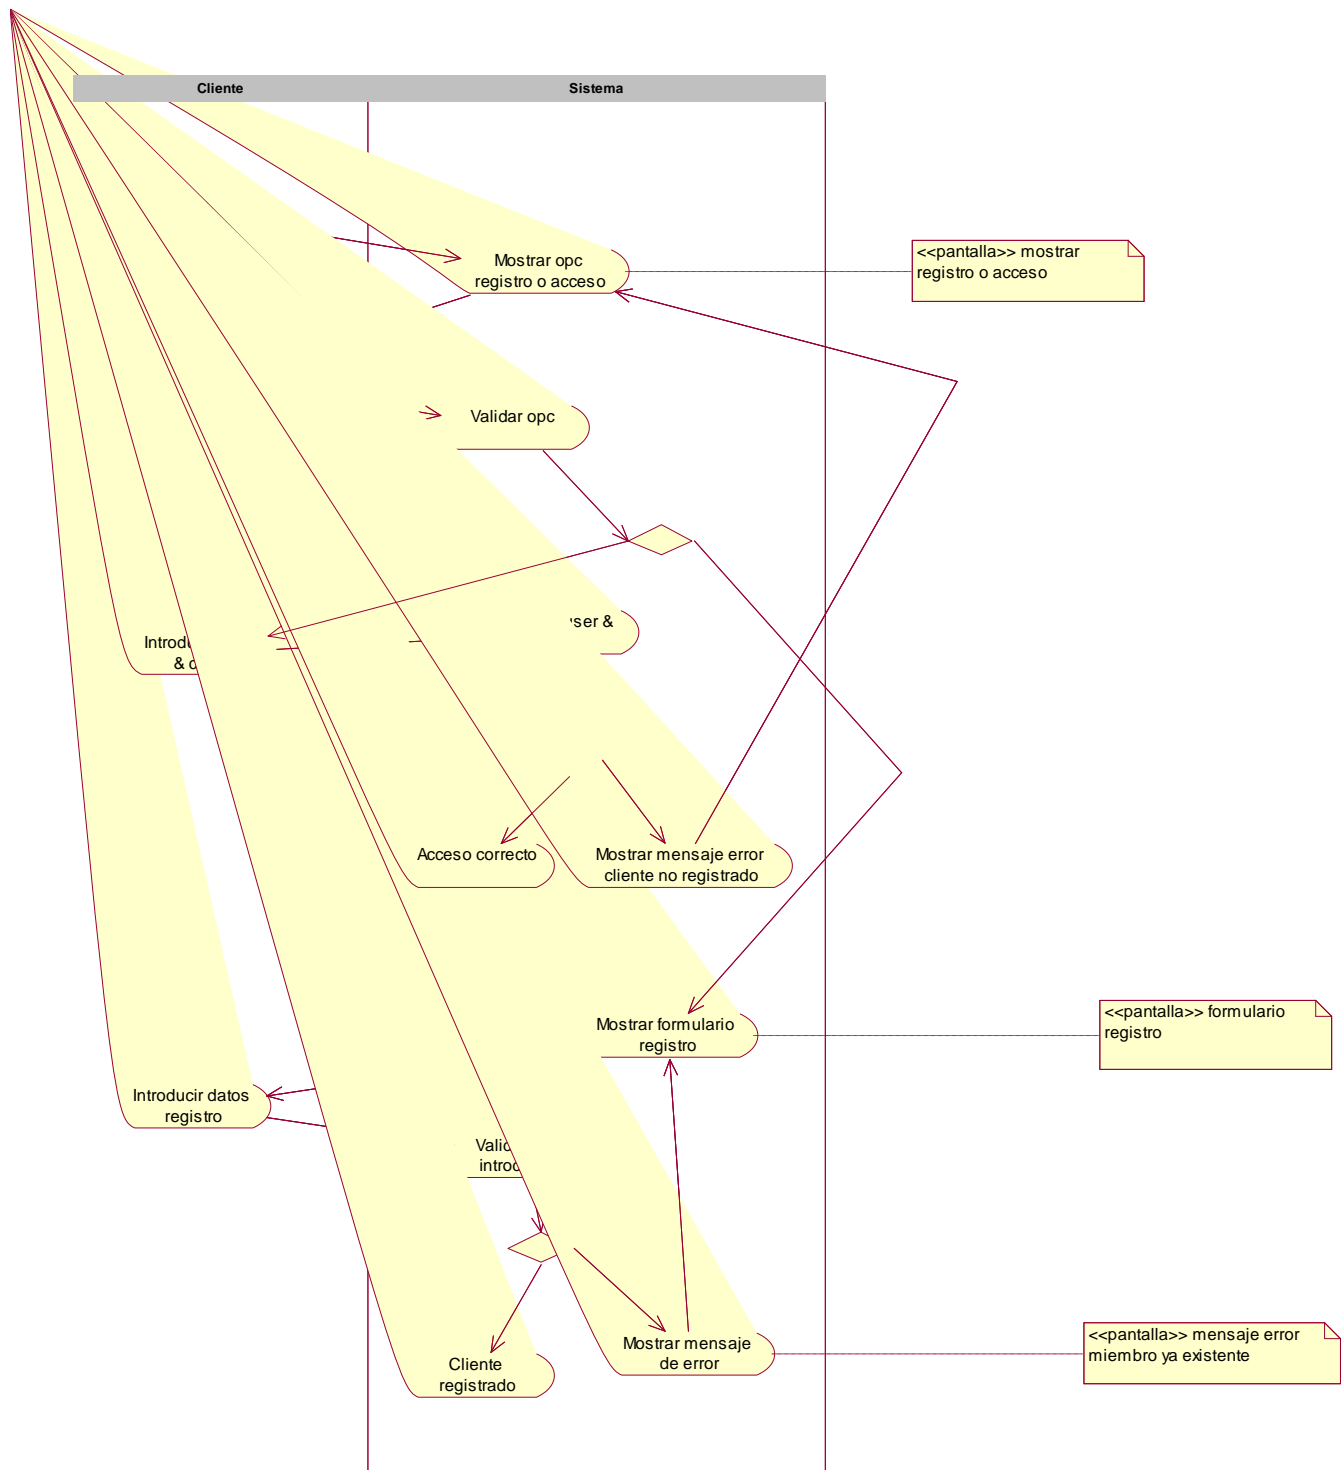 Cliente
Sistema
Mostrar opc
registro o acceso
<<pantalla>> mostrar
registro o acceso
Validar opc
&
&
Acceso correcto
Mostrar mensaje error
cliente no registrado
Mostrar formulario
registro
<<pantalla>> formulario
registro
Introducir datos
registro
Mostrar mensaje
de error
<<pantalla>> mensaje error
miembro ya existente
Cliente
registrado